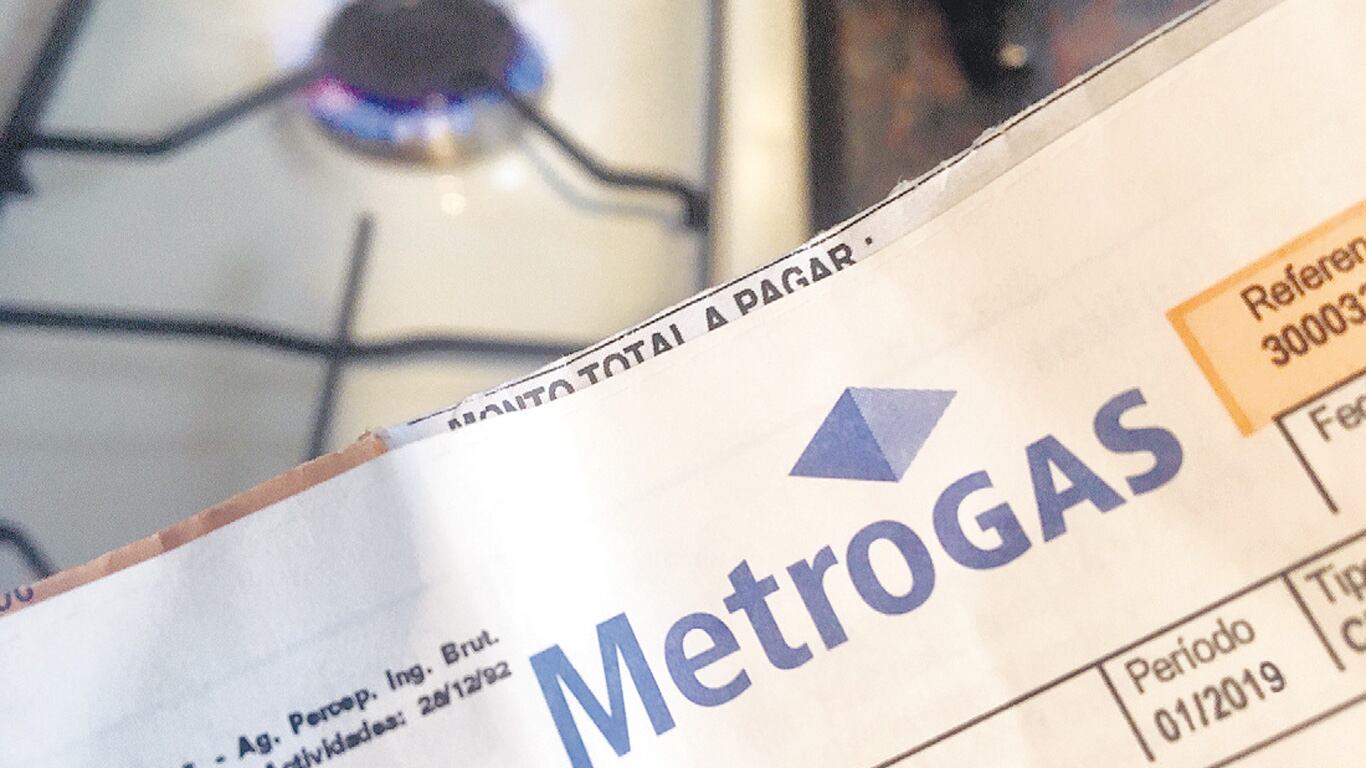 MONTO TOTAL A PAGAR
MetroGAS
Referen
30003
Fec
Período
01/2019
Tip
- Ag. Percep. Ing. Brut.
Actividades: 28/12/92